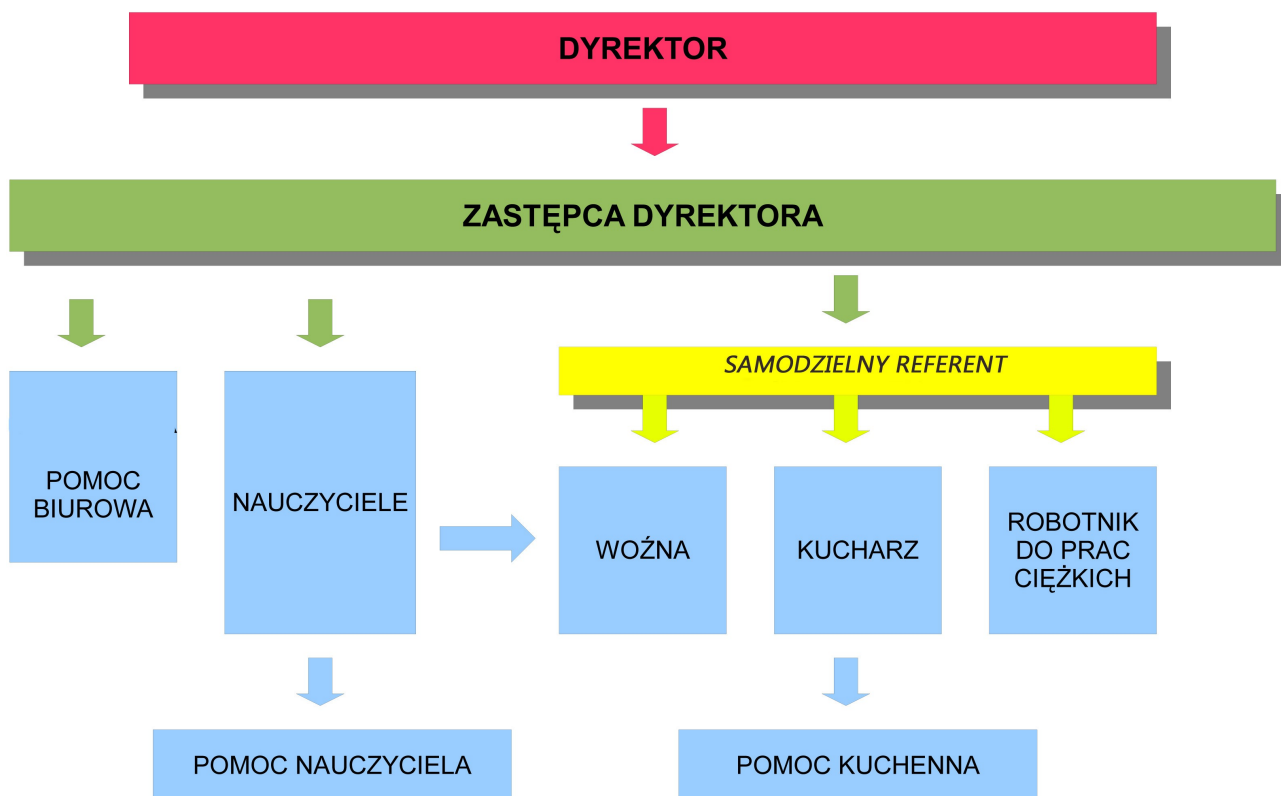 DYREKTOR
ZASTĘPCA DYREKTORA
SAMODZIELNY REFERENT
POMOC
BIUROWA
NAUCZYCIELE
WOŹNA
KUCHARZ
ROBOTNIK
DO PRAC
CIĘŻKICH
POMOC NAUCZYCIELA
POMOC KUCHENNA